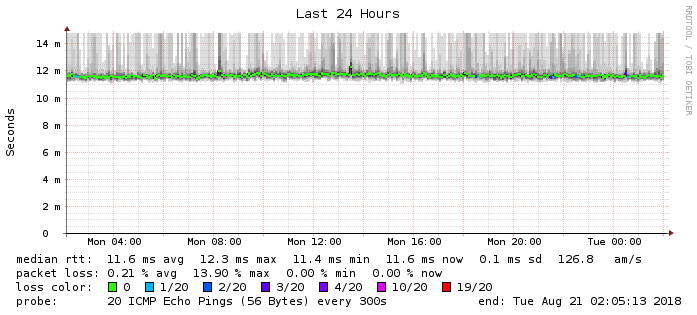 Last 24 Hours
RRDTOOL / TOBI OETIKER
Seconds
14 m
12 m
10 m
8 m
6 m
4 m
2 m
0
Mon 04:00 Mon 08:00 Mon 12:00 Mon 16:00 Mon 20:00 Tue 00:00
median rtt: 11.6 ms avg 12.3 ms max 11.4 ms min 11.6 ms now 0.1 ms sd 126.8 am/s
packet loss: 0.21 % avg 13.90 % max 0.00 % min 0.00 % now
loss color: 0 1/20 2/20 3/20 4/20 10/20 19/20
probe: 20 ICMP Echo Pings (56 Bytes) every 300s end: Tue Aug 21 02:05:13 2018